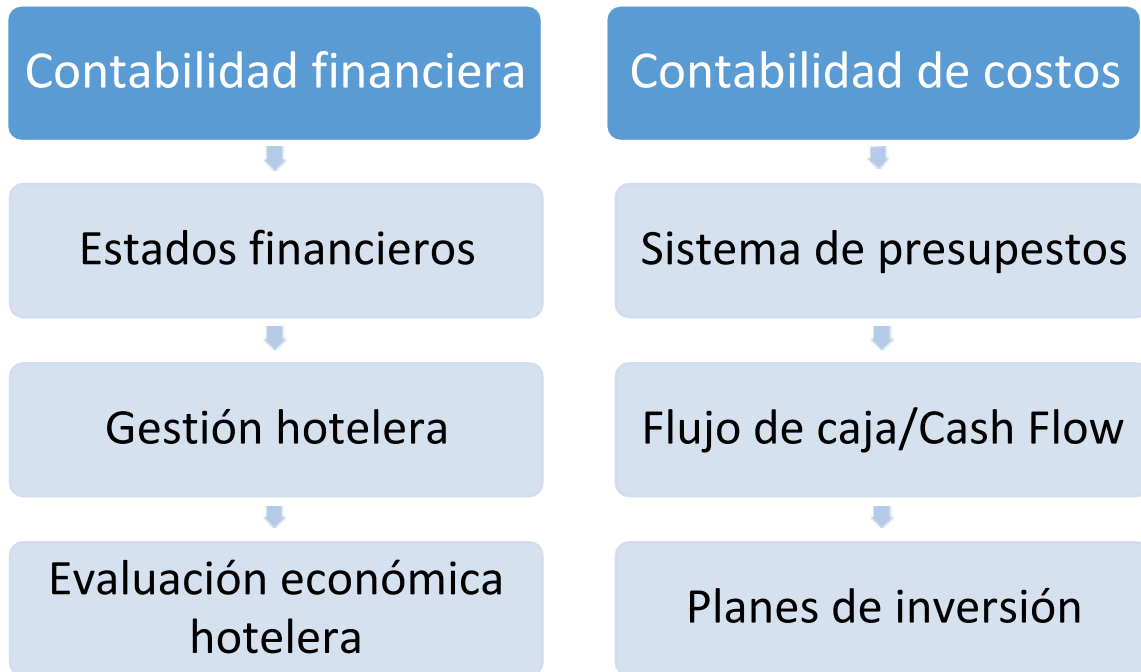 Contabilidad financiera
Estados financieros
Gestión hotelera
Evaluación económica
hotelera
Contabilidad de costos
Sistema de presupestos
Flujo de caja/Cash Flow
Planes de inversión